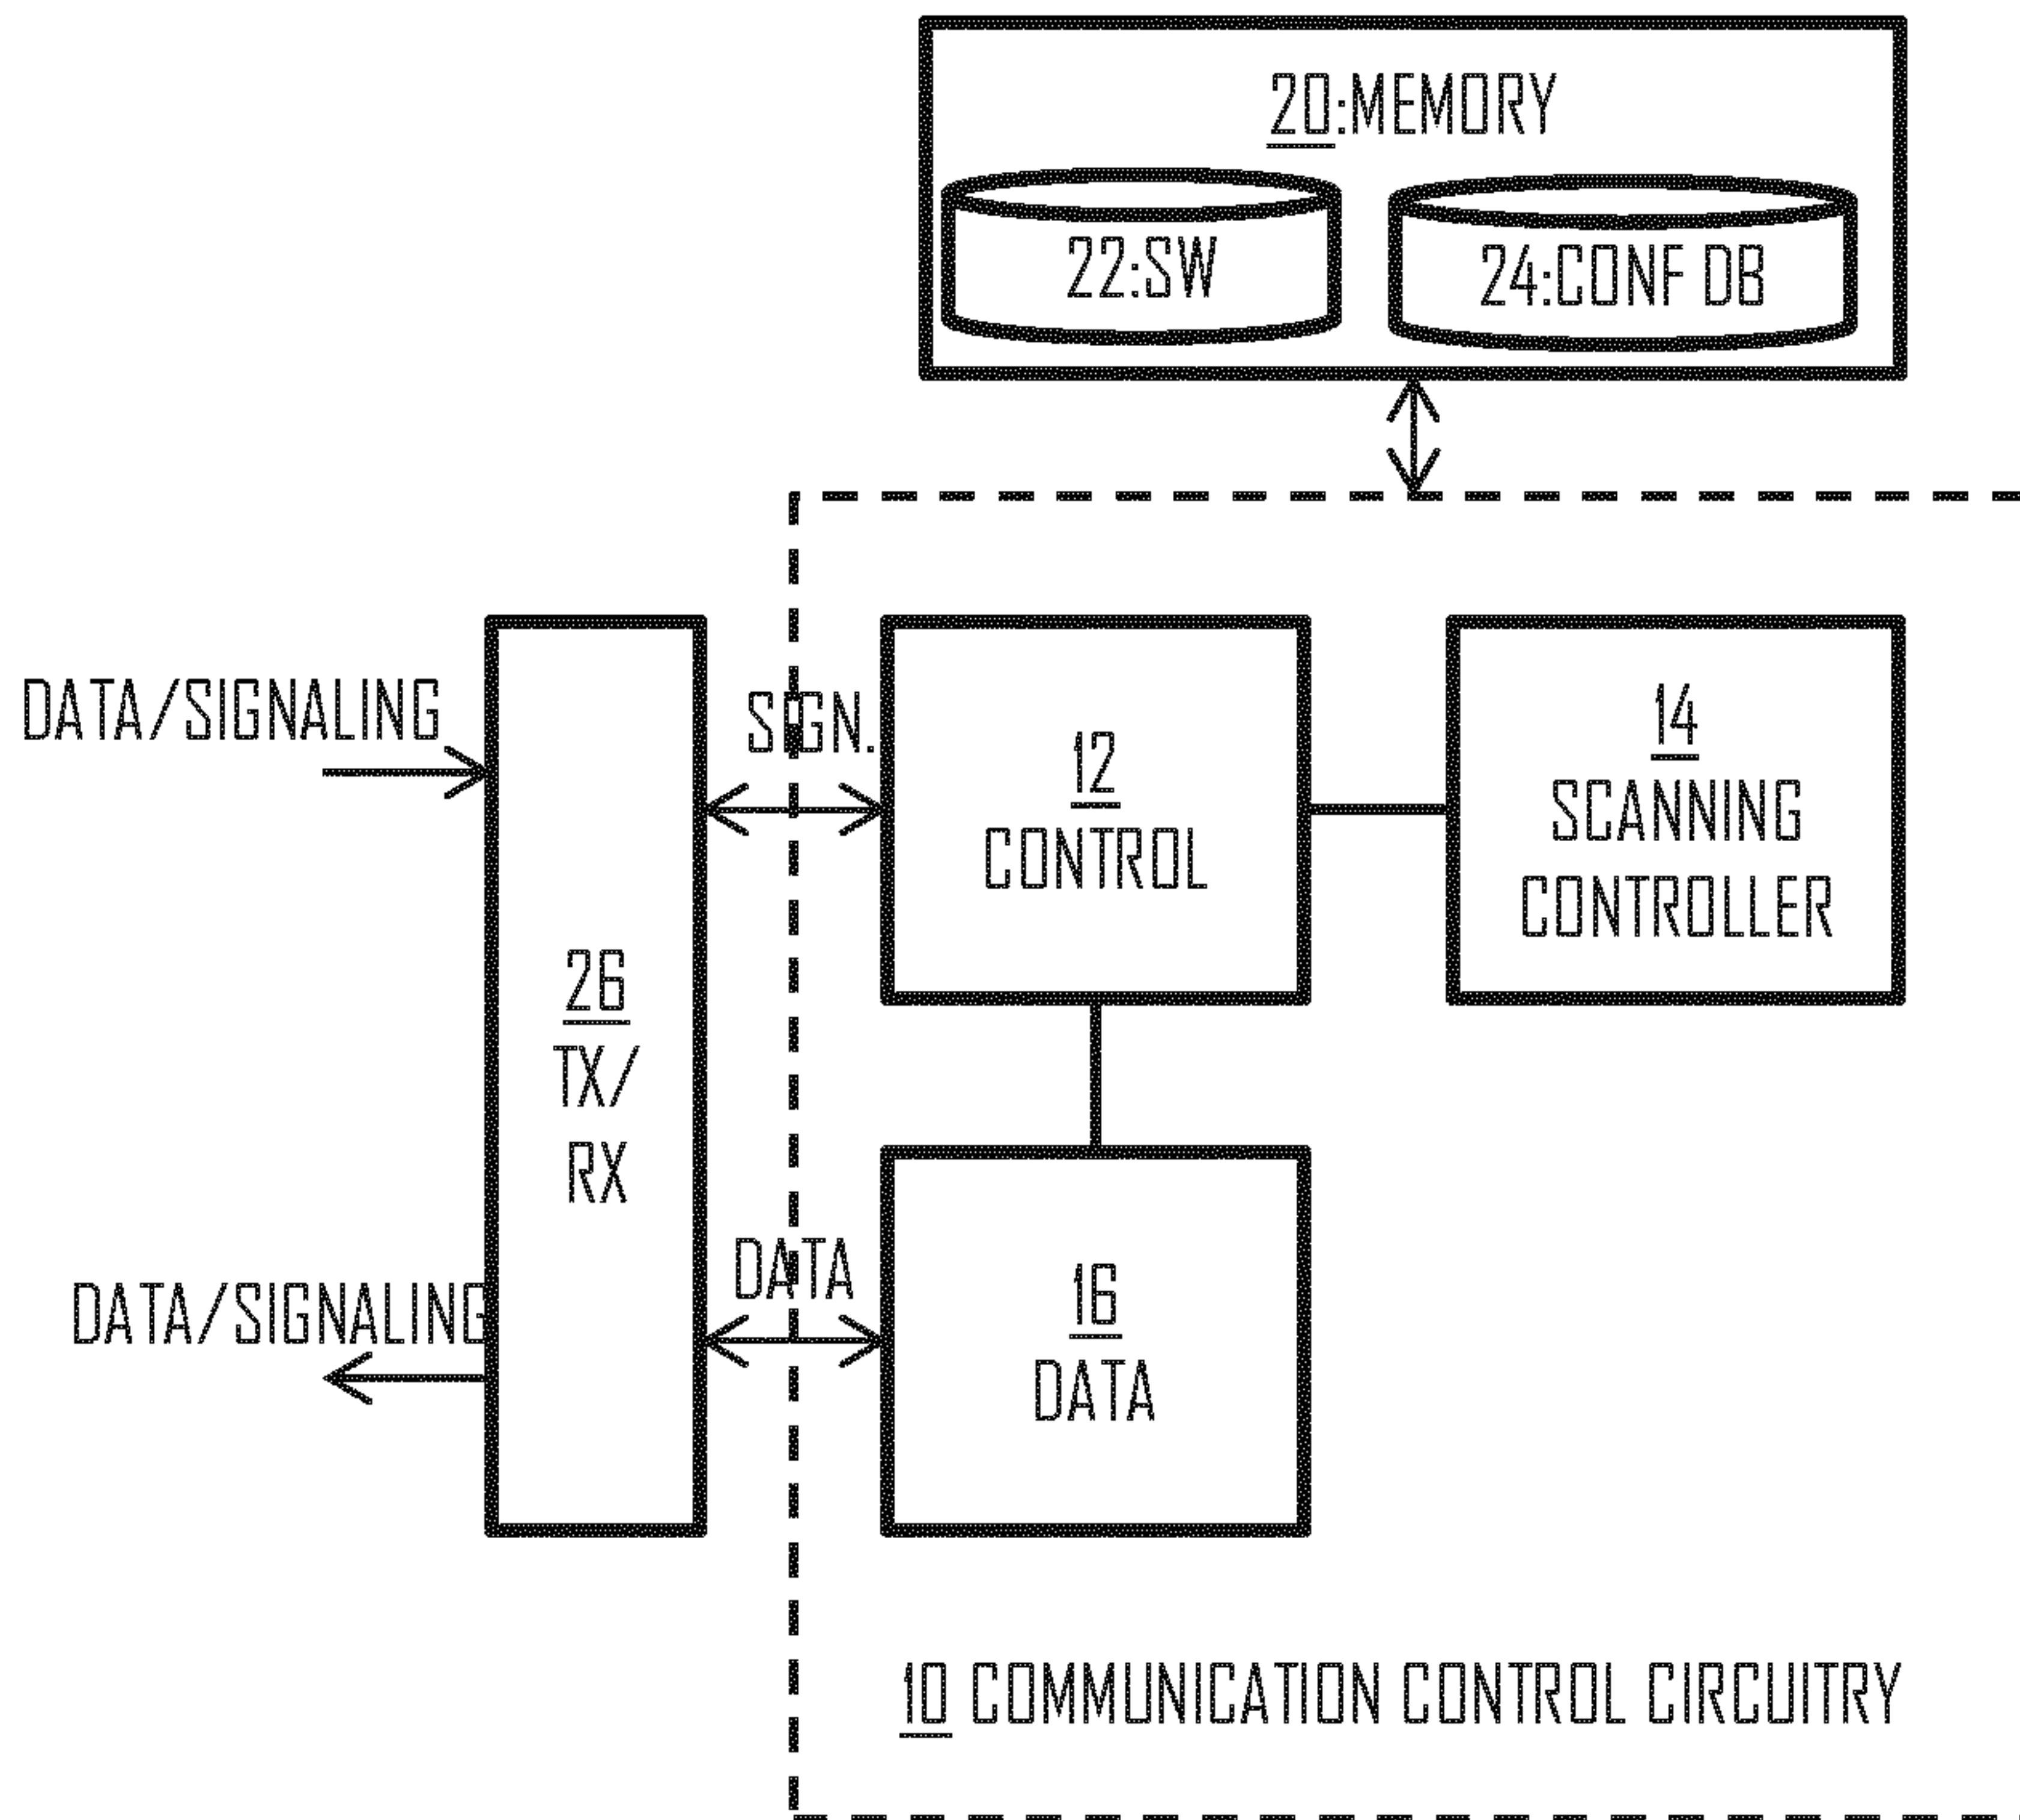 20:MEMORY
22:SW
24:CONF DB
DATA/SIGNALING
SIGN.
12
CONTROL
14
SCANNING
CONTROLLER
26
TX/
RX
DATA/SIGNALING
DATA
16
DATA
10 COMMUNICATION CONTROL CIRCUITRY